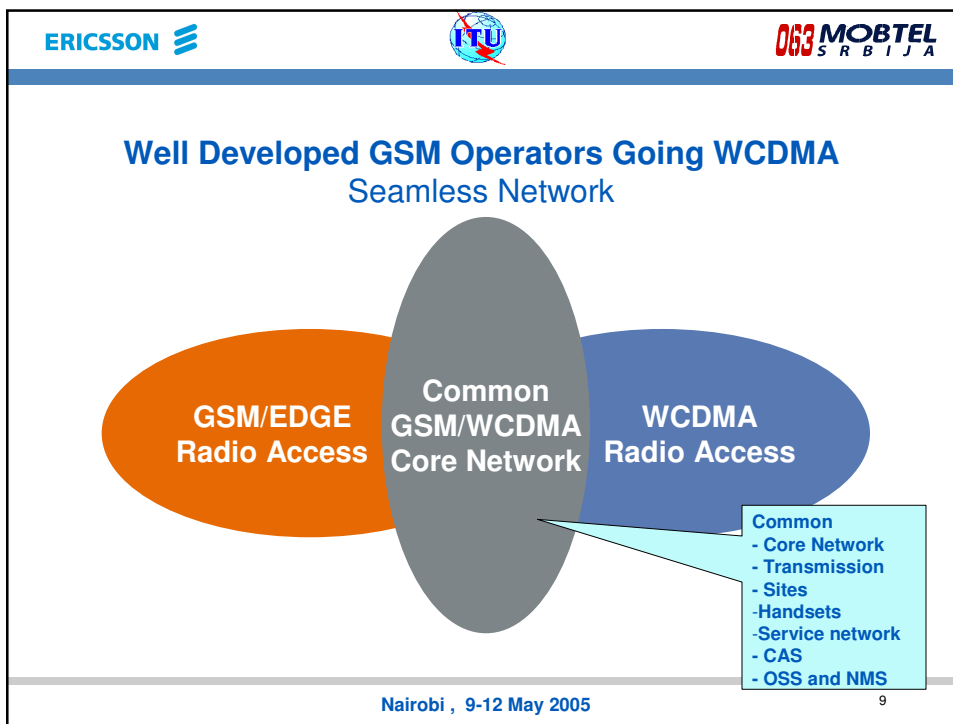 ERICSSON
ITU
063 MOBTEL
SRBIJA
Well Developed GSM Operators Going WCDMA
Seamless Network
GSM/EDGE
Radio Access
Common
GSM/WCDMA
Core Network
WCDMA
Radio Access
Common
- Core Network
- Transmission
- Sites
-Handsets
-Service network
- CAS
- OSS and NMS
Nairobi , 9-12 May 2005
9